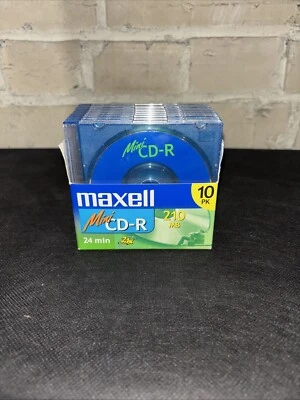 Mini CD-R
maxell
10
PK
Mini
CD-R
210
MB
24 min